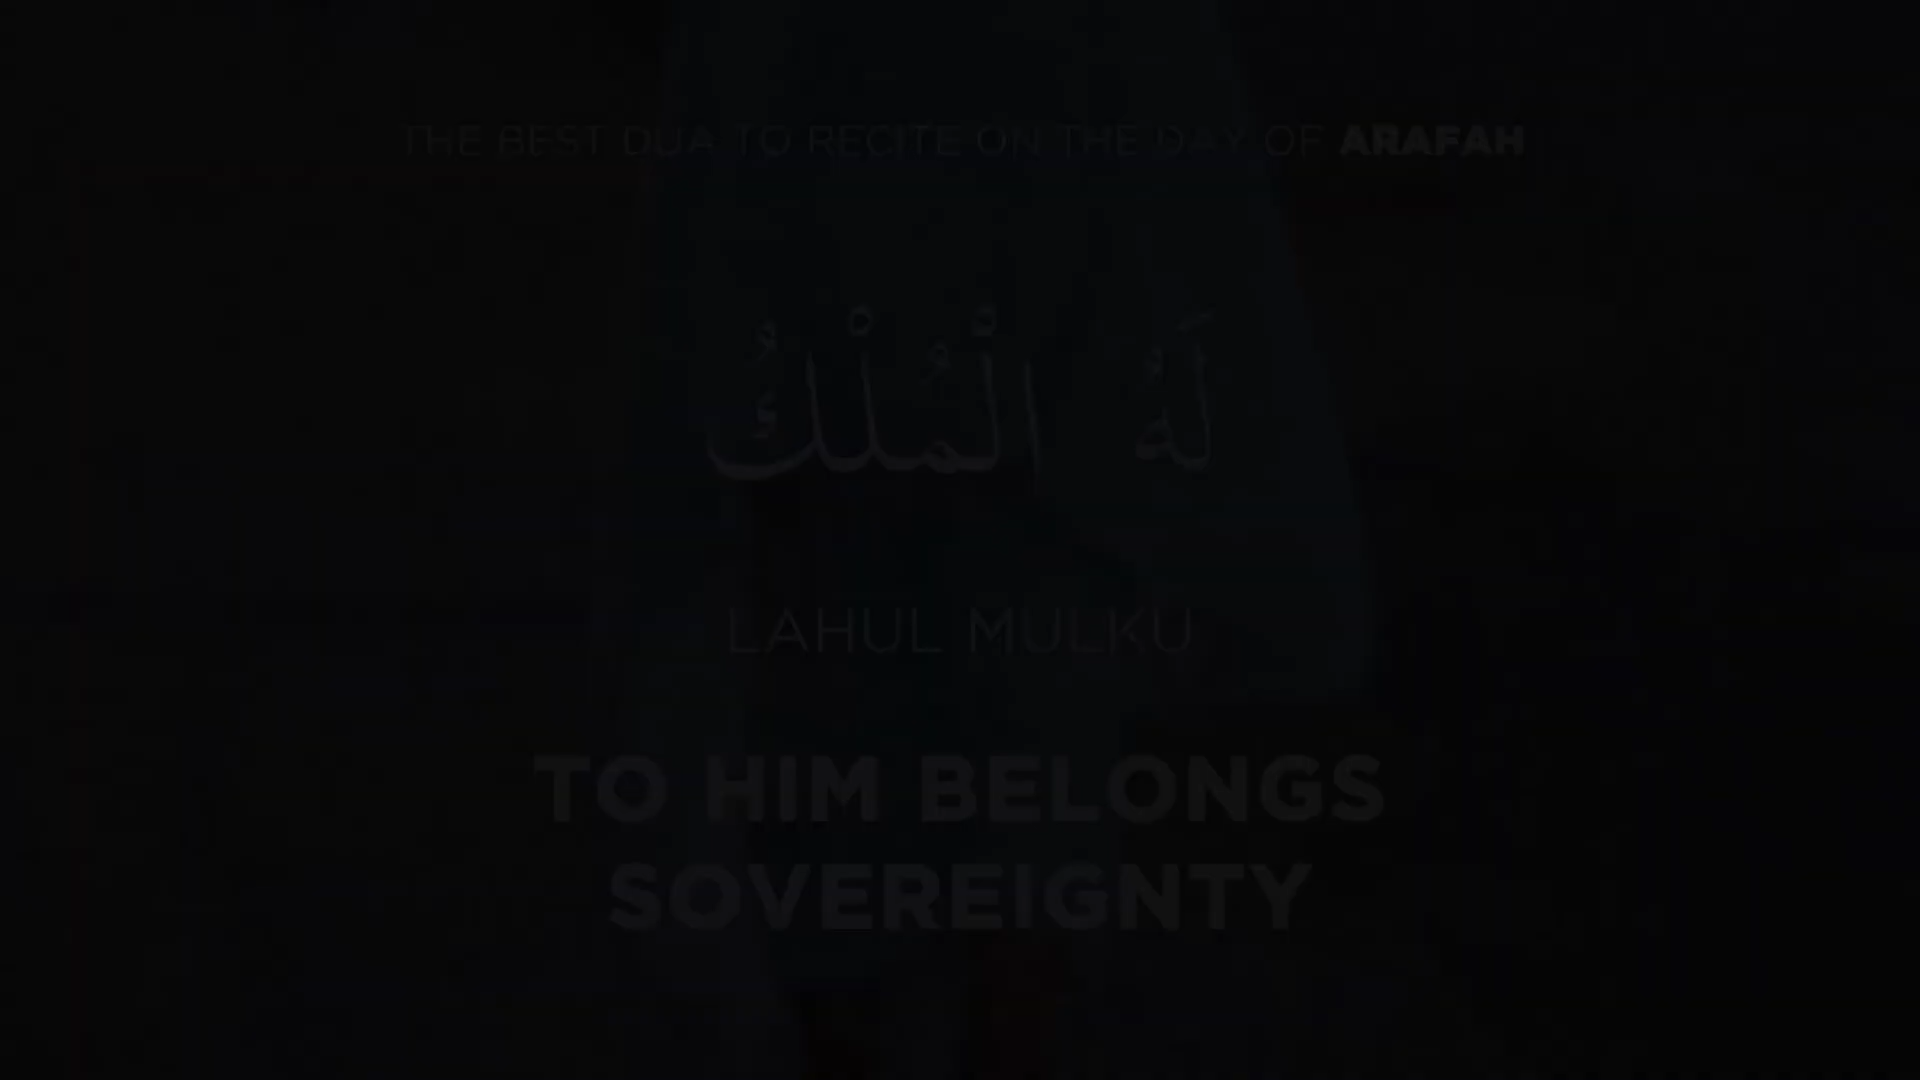 THE BEST DUA TO RECITE ON THE DAY OF ARAFAH
لَهُ الْمُلْكُ
LAHUL MULKU
TO HIM BELONGS
SOVEREIGNTY